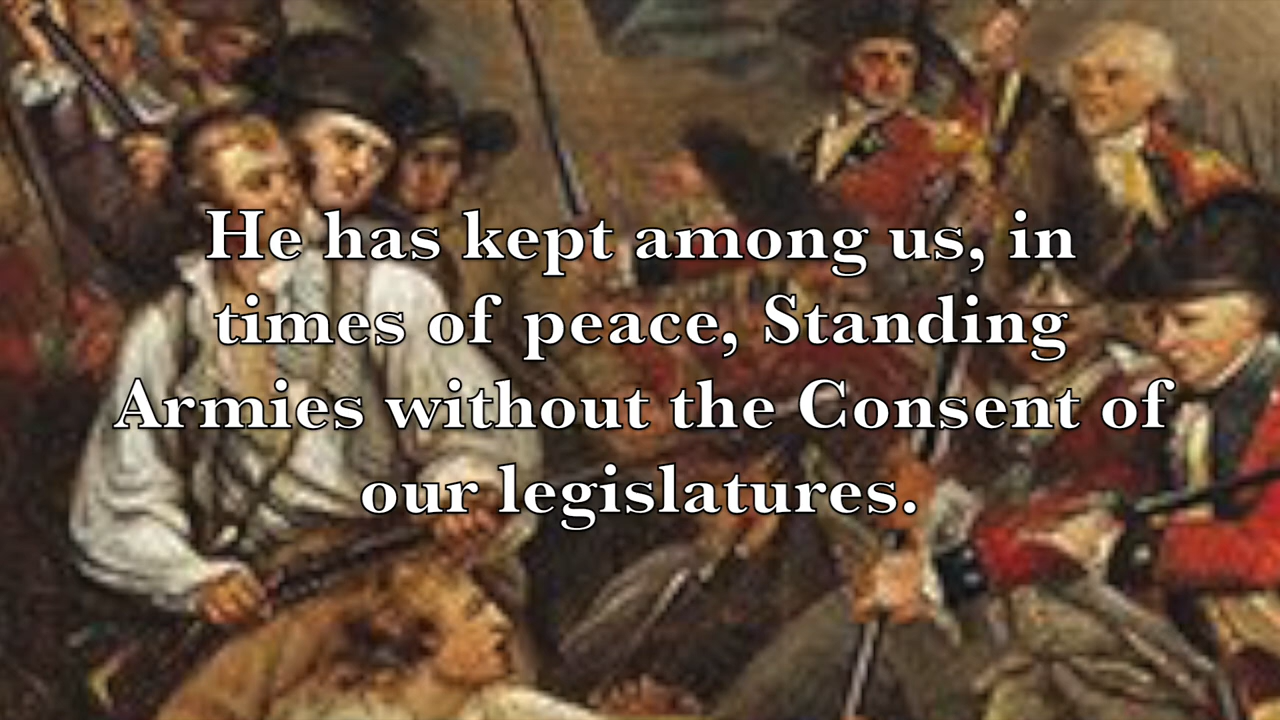 He has kept among us, in
times of peace, Standing
Armies without the Consent of
our legislatures.